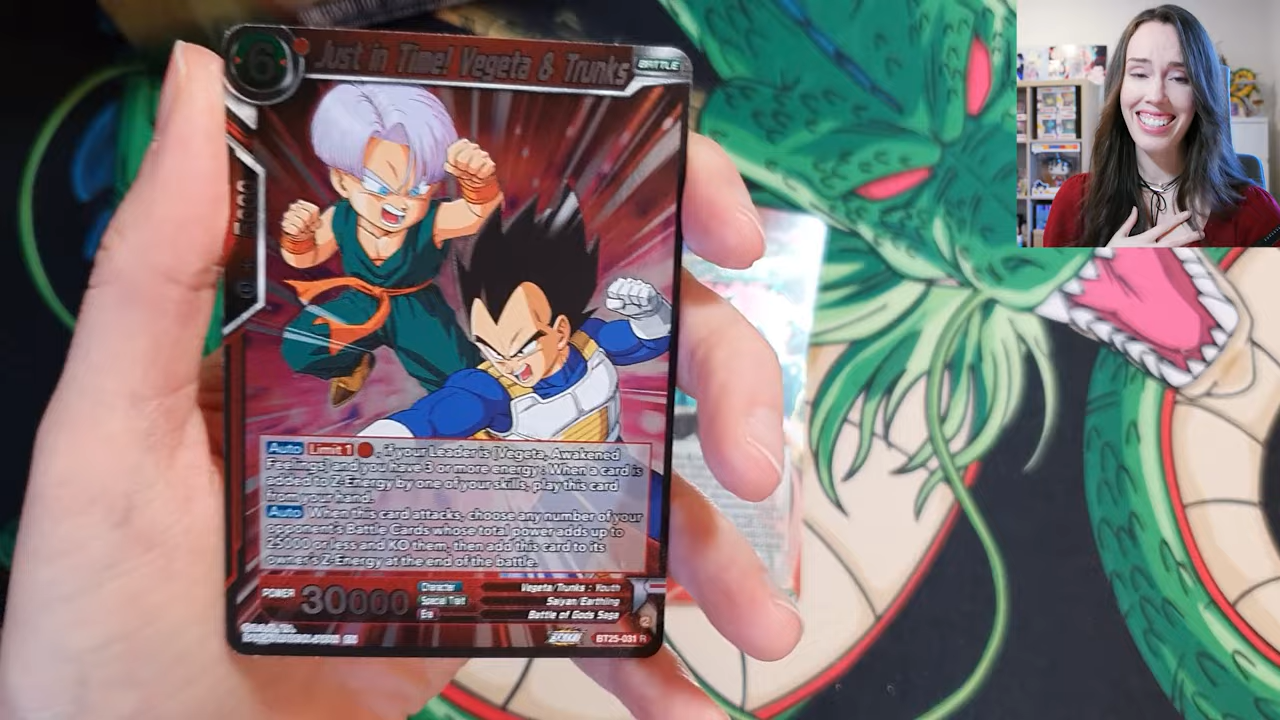 6 Just in Time! Vegeta & Trunks BATTLE
Auto Limit 1 , if your Leader is [Vegeta, Awakened
Feelings] and you have 3 or more energy : When a card is
added to Z-Energy by one of your skills, play this card
from your hand.
Auto When this card attacks, choose any number of your
opponent's Battle Cards whose total power adds up to
25000 or less and KO them, then add this card to its
owner's Z-Energy at the end of the battle.
POWER 30000
Character Vegeta/Trunks : Youth
Special Trait Saiyan/Earthling
Era Battle of Gods Saga
BT25-031 R